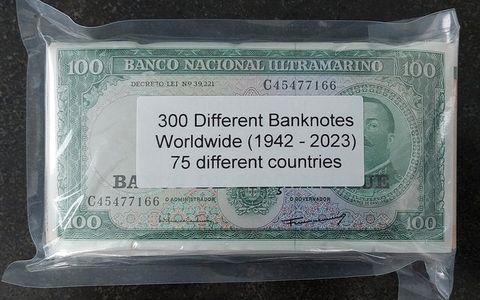 100 BANCO NACIONAL ULTRAMARINO 100
DECRETO LEI Nº 39,221 C45477166
300 Different Banknotes
Worldwide (1942 - 2023)
75 different countries
C45477166 O ADMINISTRADOR O GOVERNADOR
100 100